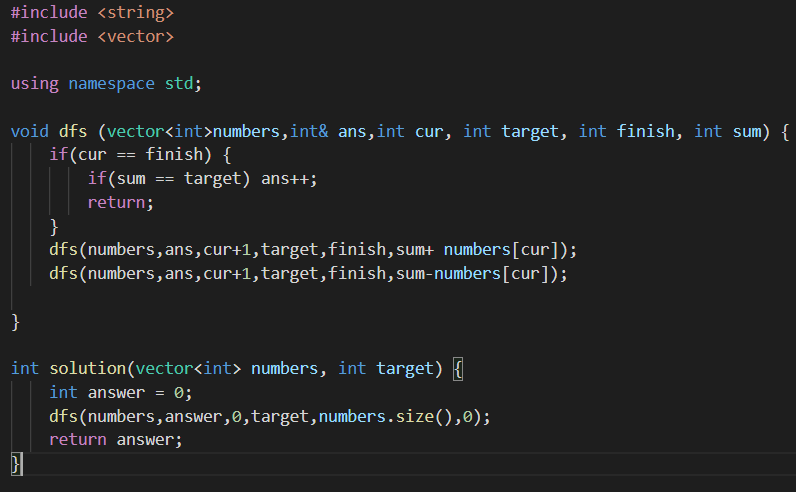 #include <string>
#include <vector>
using namespace std;
void dfs (vector<int>numbers,int& ans,int cur, int target, int finish, int sum) {
if(cur == finish) {
if(sum == target) ans++;
return;
}
dfs(numbers,ans,cur+1,target,finish,sum+ numbers[cur]);
dfs(numbers,ans,cur+1,target,finish,sum-numbers[cur]);
}
int solution(vector<int> numbers, int target) {
int answer = 0;
dfs(numbers,answer,0,target,numbers.size(),0);
return answer;
}